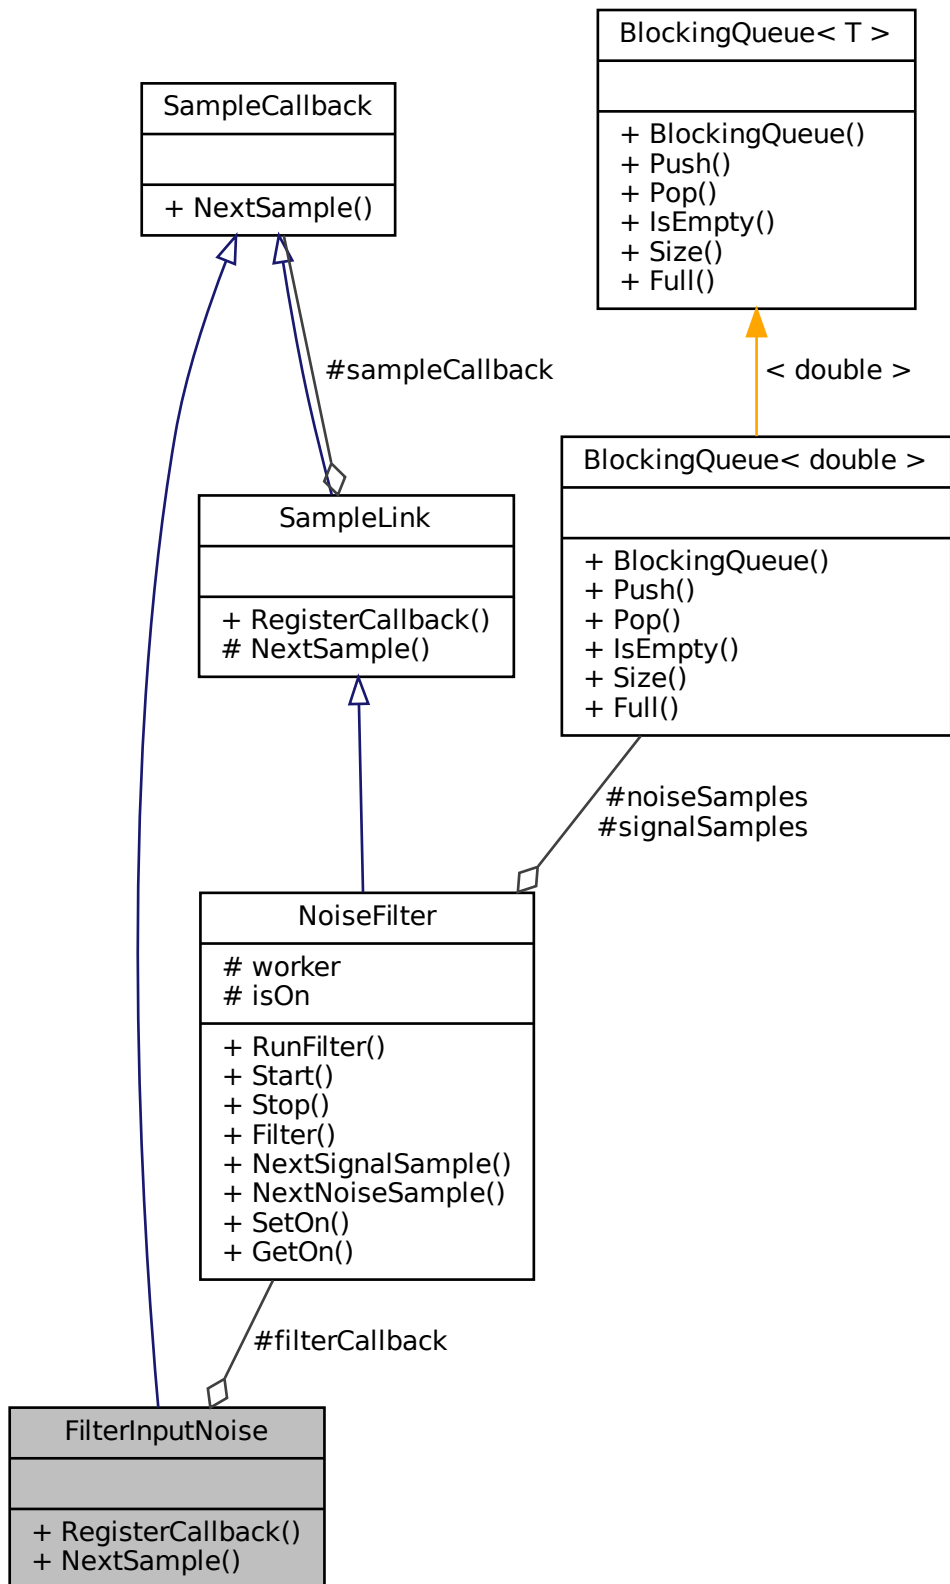 BlockingQueue< T >
+ BlockingQueue()
+ Push()
+ Pop()
+ IsEmpty()
+ Size()
+ Full()
SampleCallback
+ NextSample()
#sampleCallback
< double >
BlockingQueue< double >
+ BlockingQueue()
+ Push()
+ Pop()
+ IsEmpty()
+ Size()
+ Full()
SampleLink
+ RegisterCallback()
# NextSample()
#noiseSamples
#signalSamples
NoiseFilter
# worker
# isOn
+ RunFilter()
+ Start()
+ Stop()
+ Filter()
+ NextSignalSample()
+ NextNoiseSample()
+ SetOn()
+ GetOn()
#filterCallback
FilterInputNoise
+ RegisterCallback()
+ NextSample()